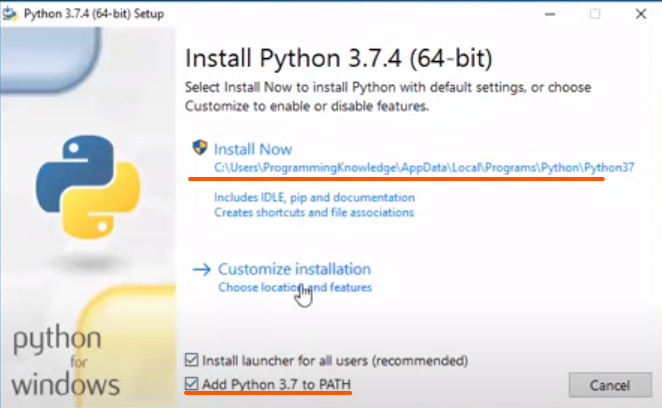 Python 3.7.4 (64-bit) Setup
Install Python 3.7.4 (64-bit)
Select Install Now to install Python with default settings, or choose
Customize to enable or disable features.
Install Now
C:\Users\ProgrammingKnowledge\AppData\Local\Programs\Python\Python37
Includes IDLE, pip and documentation
Creates shortcuts and file associations
Customize installation
Choose location and features
python
for
windows
Install launcher for all users (recommended)
Add Python 3.7 to PATH
Cancel